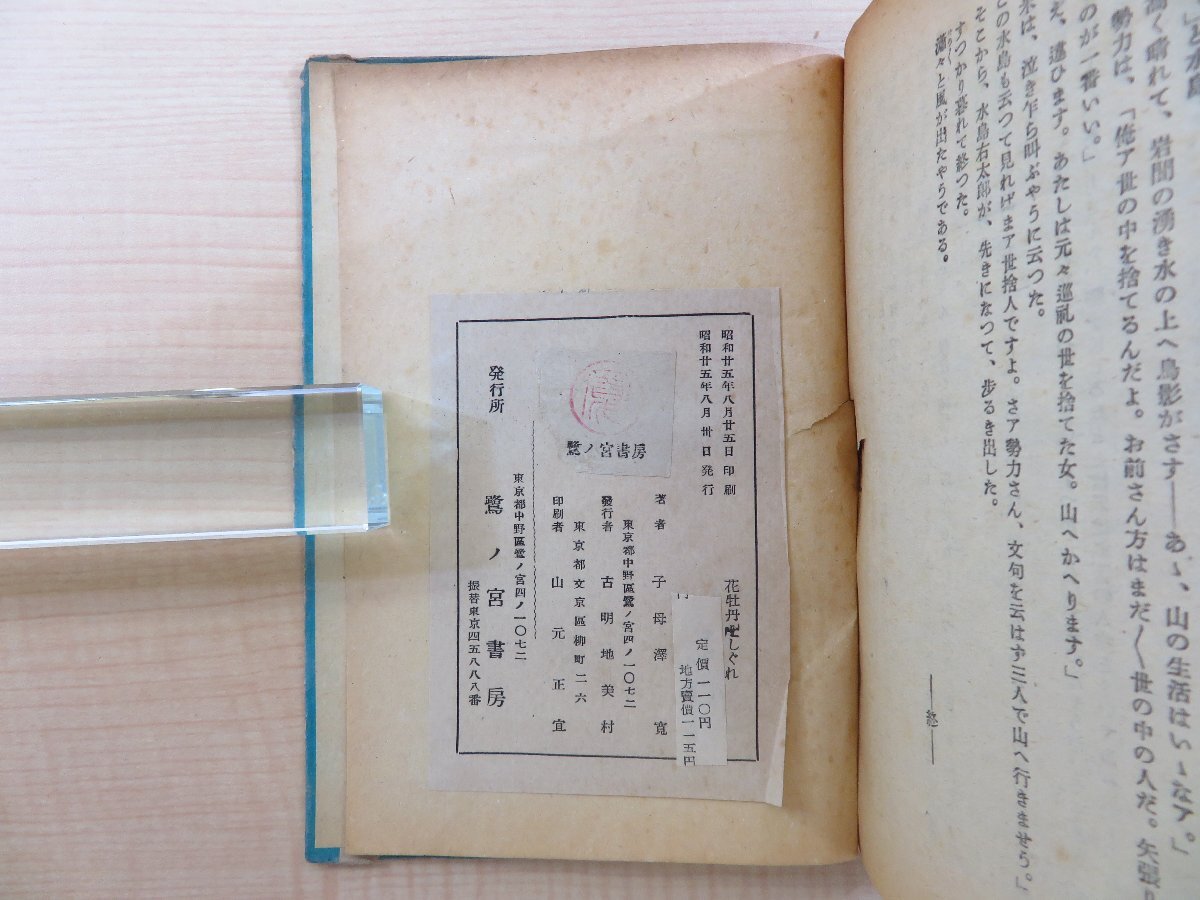 」と水島
高く晴れて、岩間の湧き水の上へ鳥影がさす――あゝ、山の生活はいゝなア。」
勢力は、「俺ア世の中を捨てるんだよ。お前さん方はまだ〱世の中の人だ。矢張り
のが一番いい。」
え、違ひます。あたしは元々巡礼の世を捨てた女。山へかへります。」
は、泣き乍ら叫ぶやうに云つた。
この水島も云つて見ればまア世捨人ですよ。さア勢力さん、文句を云はず三人で山へ行きませう。」
そこから、水島右太郎が、先きになつて、歩るき出した。
すつかり暮れて終つた。
々と風が出たやうである。
――終――
昭和廿五年八月廿五日印刷
昭和廿五年八月卅日発行
花牡丹しぐれ
定價一一〇円
地方賣價一一五円
著者 子母澤寛
東京都中野區鷺ノ宮四ノ一〇七二
發行者 古明地美村
東京都文京區柳町二六
印刷者 山元正宜
鷺ノ宮書房
東京都中野區鷺ノ宮四ノ一〇七二
発行所 鷺ノ宮書房
振替東京四五八八八番